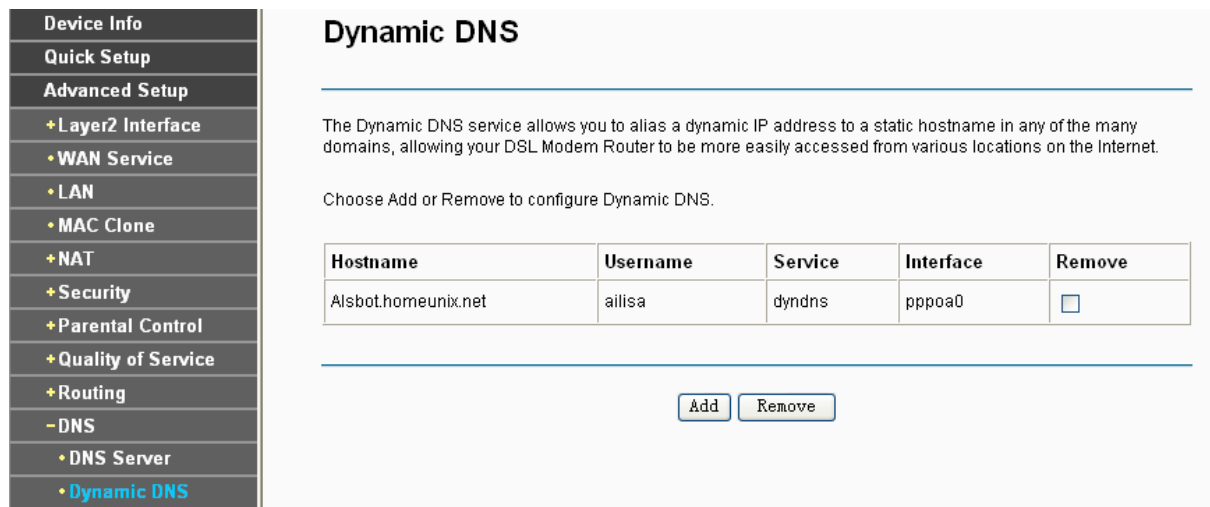 Device Info
Quick Setup
Advanced Setup
+Layer2 Interface
•WAN Service
•LAN
•MAC Clone
+NAT
+Security
+Parental Control
+Quality of Service
+Routing
−DNS
•DNS Server
•Dynamic DNS
Dynamic DNS
The Dynamic DNS service allows you to alias a dynamic IP address to a static hostname in any of the many
domains, allowing your DSL Modem Router to be more easily accessed from various locations on the Internet.
Choose Add or Remove to configure Dynamic DNS.
Hostname Username Service Interface Remove
Alsbot.homeunix.net ailisa dyndns pppoa0
Add Remove